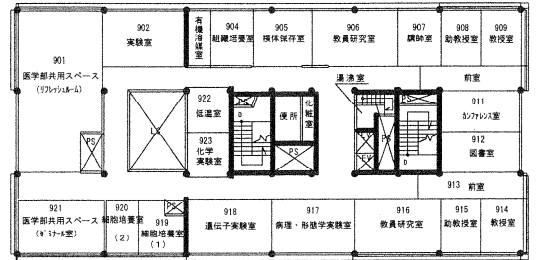 901
医学部共用スペース
(リフレッシュルーム)
902
実験室
有機溶媒室
904
組織培養室
905
検体保存室
906
教員研究室
907
講師室
908
助教授室
909
教授室
湯沸室
前室
911
カンファレンス室
912
図書室
913 前室
922
低温室
923
化学
実験室
LS
PS
D
便所
化粧室
PS
PS
EV
EV
PS
D
921
医学部共用スペース
(ゼミナール室)
920
細胞培養室
(2)
PS
919
細胞培養室
(1)
918
遺伝子実験室
917
病理・形態学実験室
916
教員研究室
915
助教授室
914
教授室